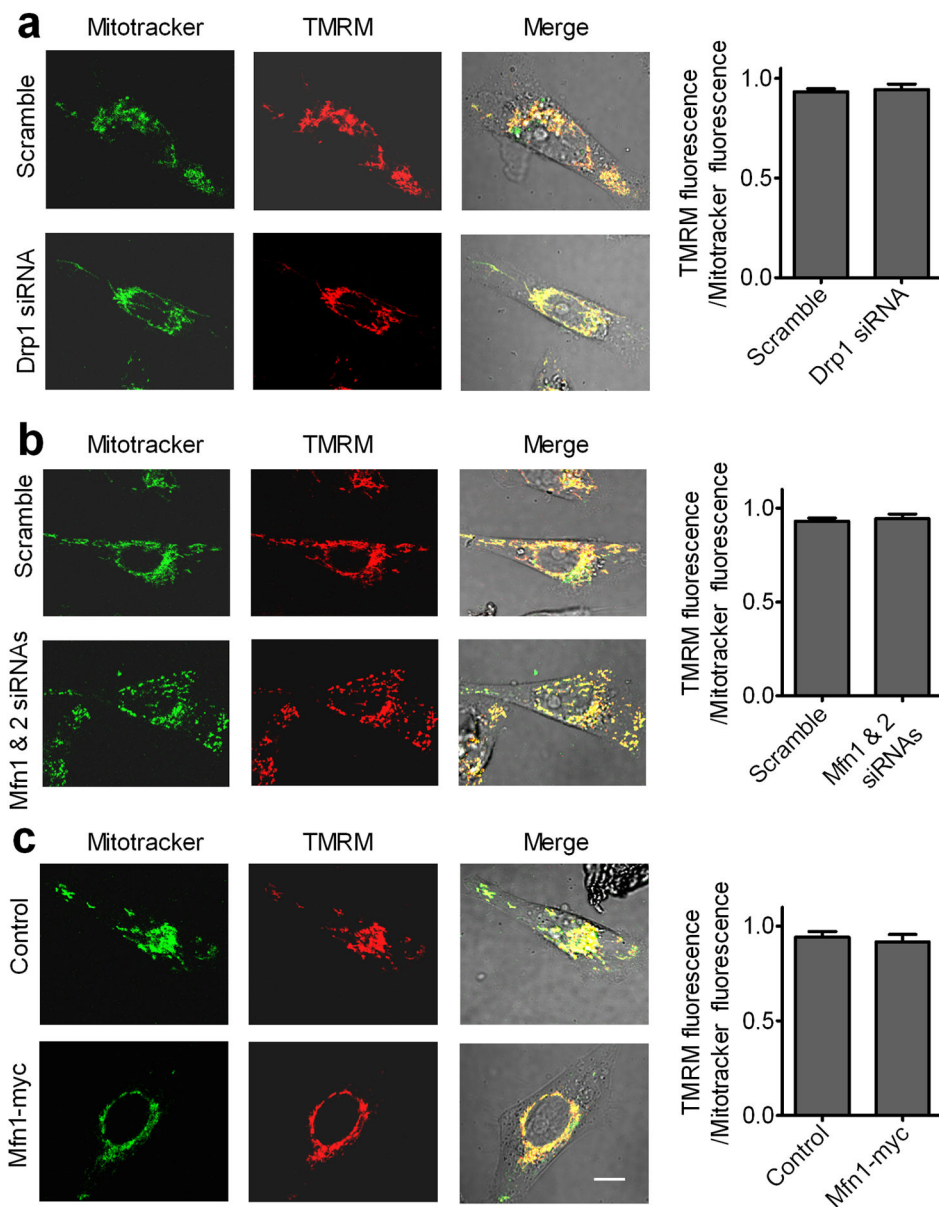 a
Mitotracker
TMRM
Merge
Scramble
Drp1 siRNA
TMRM fluorescence
/Mitotracker fluorescence
1.0
0.5
0.0
Scramble
Drp1 siRNA
b
Mitotracker
TMRM
Merge
Scramble
Mfn1 & 2 siRNAs
TMRM fluorescence
/Mitotracker fluorescence
1.0
0.5
0.0
Scramble
Mfn1 & 2
siRNAs
c
Mitotracker
TMRM
Merge
Control
Mfn1-myc
TMRM fluorescence
/Mitotracker fluorescence
1.0
0.5
0.0
Control
Mfn1-myc